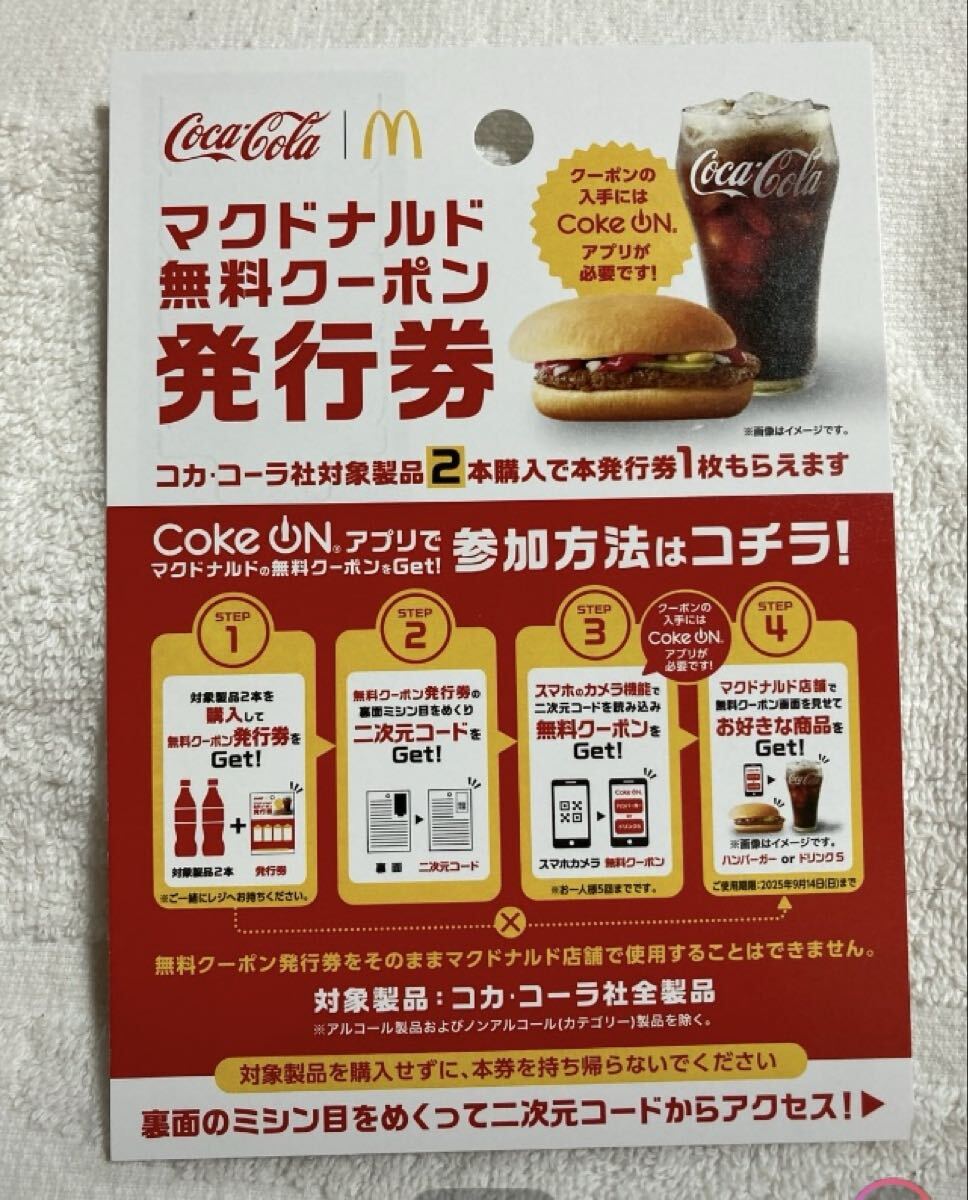 Coca-Cola
マクドナルド
無料クーポン
発行券
クーポンの
入手には
Coke ON®
アプリが
必要です!
Coca-Cola
※画像はイメージです。
コカ・コーラ社対象製品2本購入で本発行券1枚もらえます
Coke ON®アプリで
マクドナルドの無料クーポンをGet!
参加方法はコチラ!
STEP
1
対象製品2本を
購入して
無料クーポン発行券を
Get!
対象製品2本
発行券
※ご一緒にレジへお持ちください。
STEP
2
無料クーポン発行券の
裏面ミシン目をめくり
二次元コードを
Get!
裏面
二次元コード
STEP
3
スマホのカメラ機能で
二次元コードを読み込み
無料クーポンを
Get!
スマホカメラ
無料クーポン
※お一人様5回までです。
クーポンの
入手には
Coke ON®
アプリが
必要です!
STEP
4
マクドナルド店舗で
無料クーポン画面を見せて
お好きな商品を
Get!
※画像はイメージです。
ハンバーガー or ドリンクS
ご使用期限:2025年9月14日(日)まで
無料クーポン発行券をそのままマクドナルド店舗で使用することはできません。
対象製品:コカ・コーラ社全製品
※アルコール製品およびノンアルコール(カテゴリー)製品を除く。
対象製品を購入せずに、本券を持ち帰らないでください
裏面のミシン目をめくって二次元コードからアクセス!▶